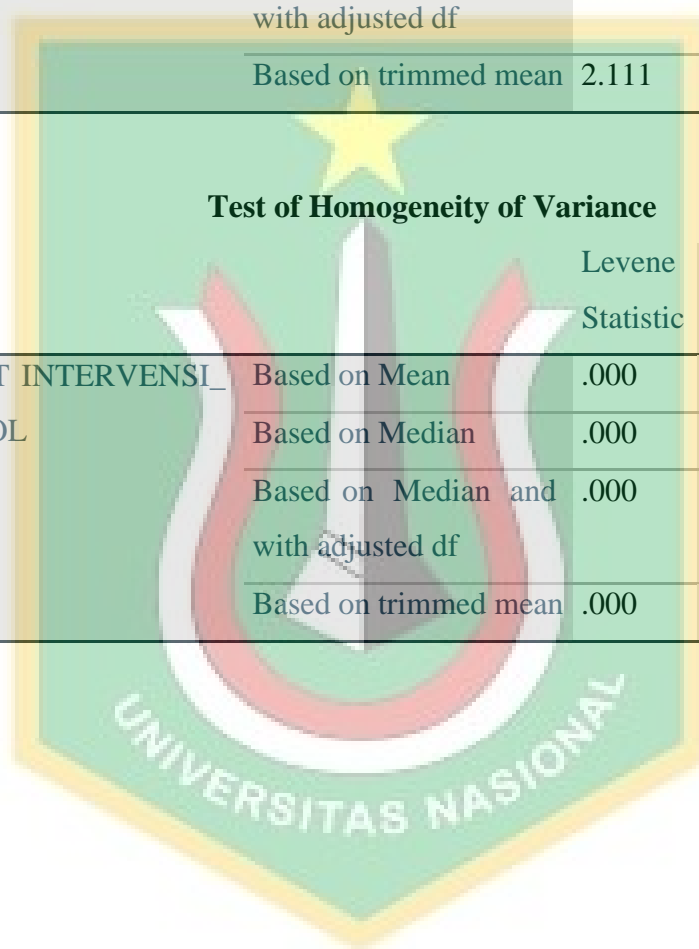 with adjusted df
Based on trimmed mean 2.111
Test of Homogeneity of Variance
Levene
Statistic
INTERVENSI_ Based on Mean .000
Based on Median .000
Based on Median and .000
with adjusted df
Based on trimmed mean .000
UNIVERSITAS NASIONAL